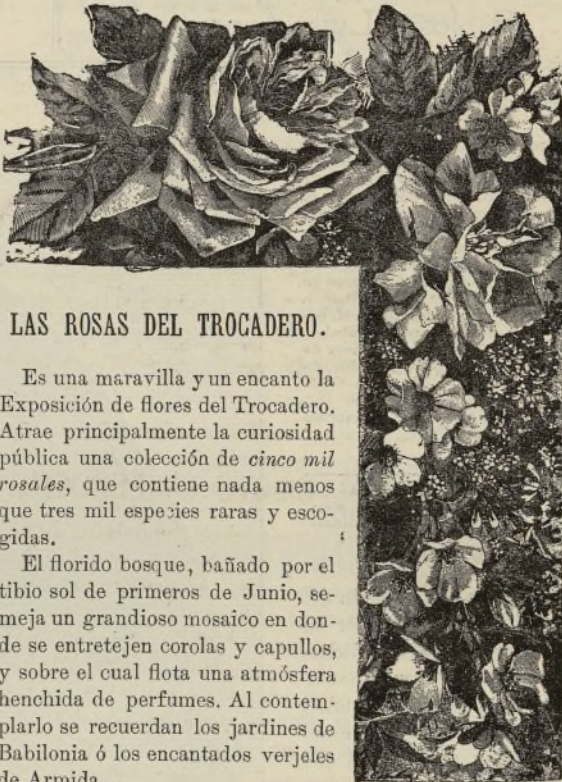 LAS ROSAS DEL TROCADERO.
Es una maravilla y un encanto la
Exposición de flores del Trocadero.
Atrae principalmente la curiosidad
pública una colección de cinco mil
rosales, que contiene nada menos
que tres mil especies raras y esco-
gidas.
El florido bosque, bañado por el
tibio sol de primeros de Junio, se-
meja un grandioso mosaico en don-
de se entretejen corolas y capullos,
y sobre el cual flota una atmósfera
henchida de perfumes. Al contem-
plarlo se recuerdan los jardines de
Babilonia ó los encantados verjeles
de Armida.